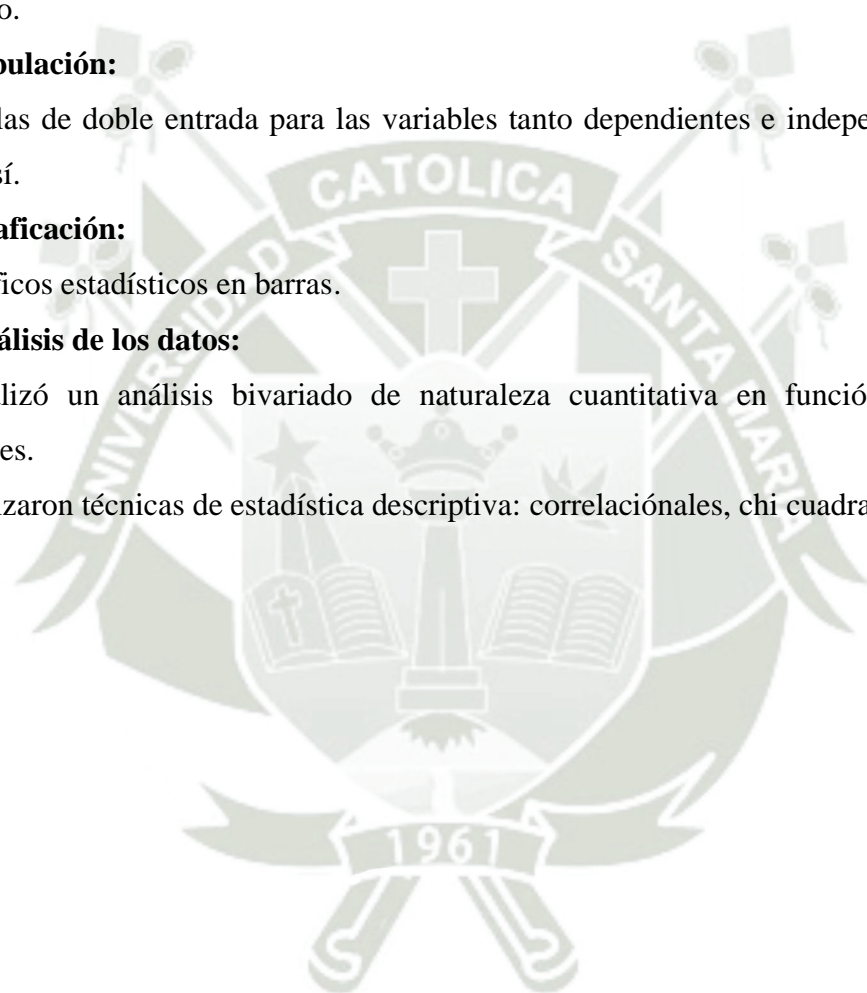 o.
pulación:
las de doble entrada para las variables tanto dependientes e indepe
sí.
aficación:
ficos estadísticos en barras.
álisis de los datos:
lizó un análisis bivariado de naturaleza cuantitativa en funció
es.
izaron técnicas de estadística descriptiva: correlaciónales, chi cuadra
UNIVERSIDAD CATOLICA SANTA MARIA
1961